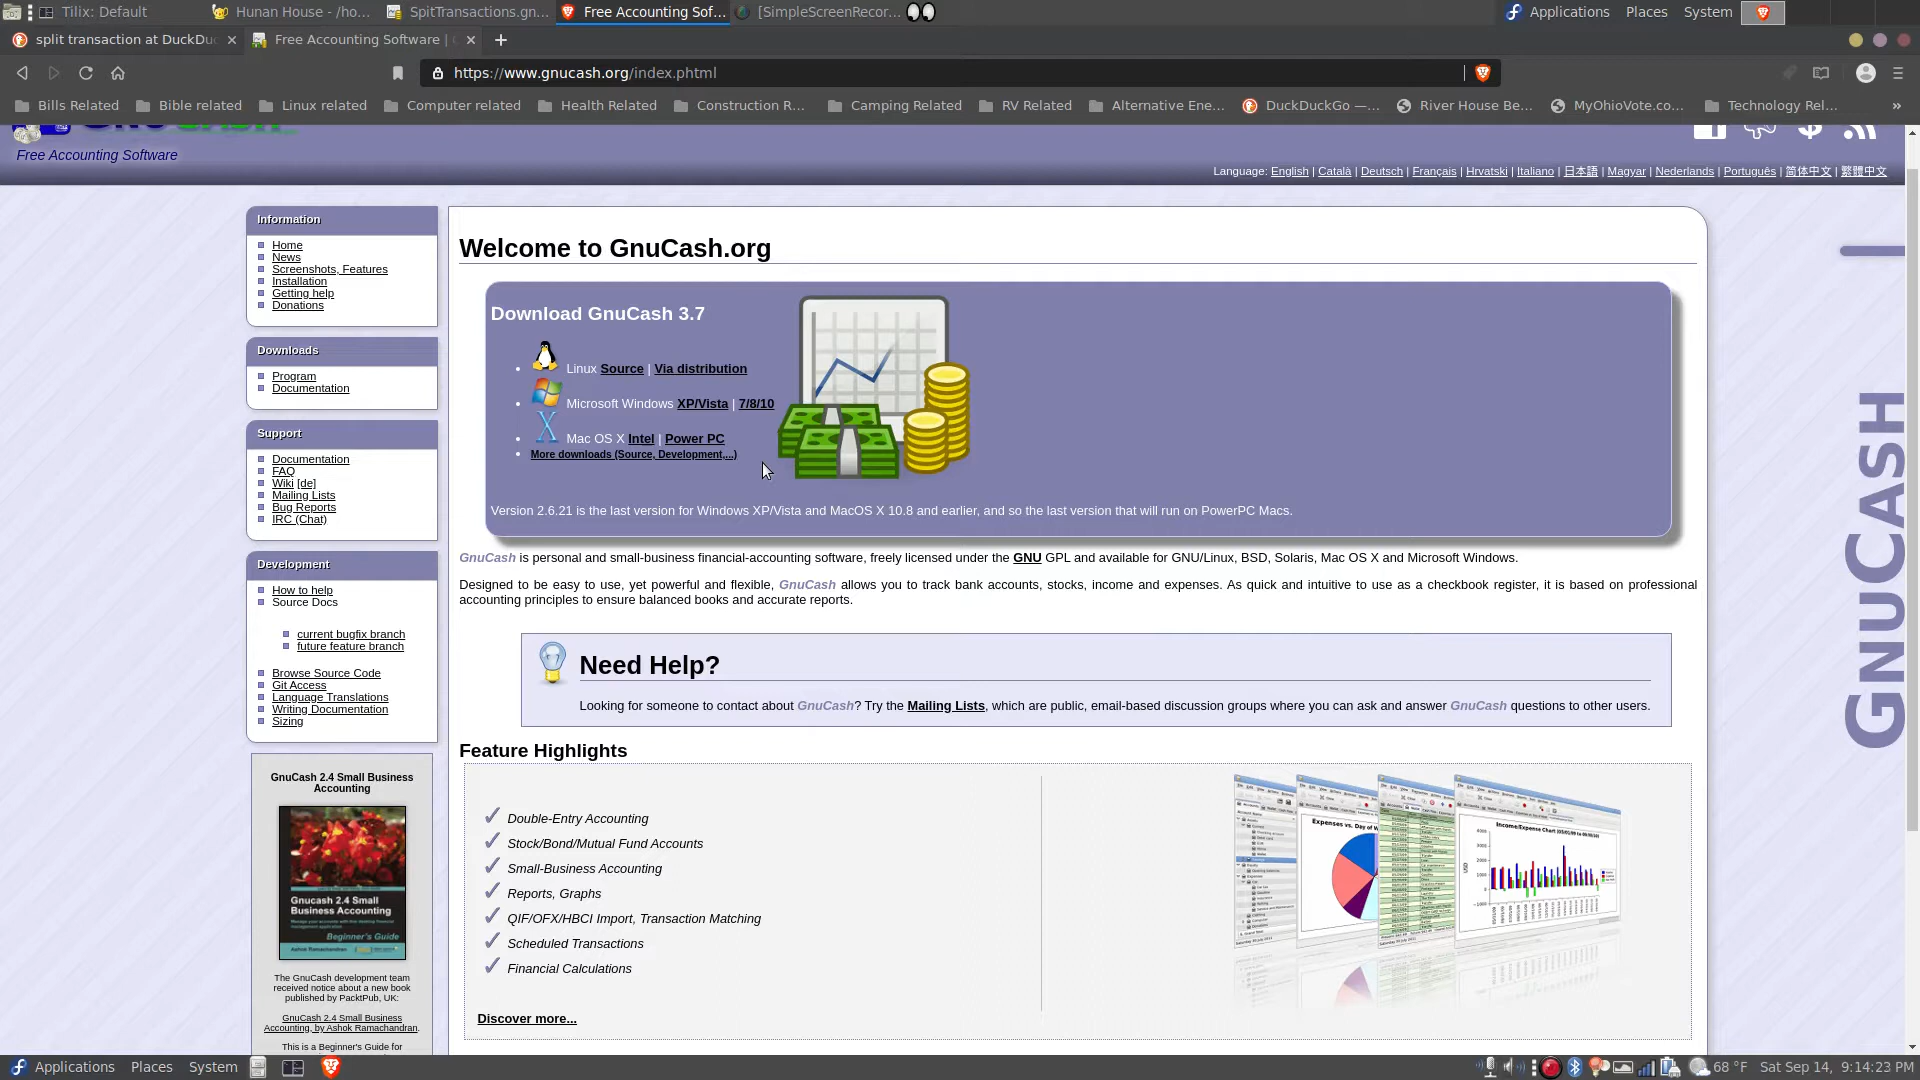 Tilix: Default
Hunan House - /ho...
SpitTransactions.gn...
Free Accounting Sof...
[SimpleScreenRecor...
Applications
Places
System
split transaction at DuckDu
Free Accounting Software |
https://www.gnucash.org/index.phtml
Bills Related
Bible related
Linux related
Computer related
Health Related
Construction R...
Camping Related
RV Related
Alternative Ene...
DuckDuckGo —...
River House Be...
MyOhioVote.co...
Technology Rel...
»
Free Accounting Software
Language: English | Català | Deutsch | Français | Hrvatski | Italiano | 日本語 | Magyar | Nederlands | Português | 简体中文 | 繁體中文
Information
Home
News
Screenshots, Features
Installation
Getting help
Donations
Downloads
Program
Documentation
Support
Documentation
FAQ
Wiki [de]
Mailing Lists
Bug Reports
IRC (Chat)
Development
How to help
Source Docs
current bugfix branch
future feature branch
Browse Source Code
Git Access
Language Translations
Writing Documentation
Sizing
GnuCash 2.4 Small Business
Accounting
Gnucash 2.4 Small
Business Accounting
Beginner's Guide
Ashok Ramachandran
The GnuCash development team
received notice about a new book
published by PacktPub, UK:
GnuCash 2.4 Small Business
Accounting, by Ashok Ramachandran.
This is a Beginner's Guide for
Welcome to GnuCash.org
Download GnuCash 3.7
Linux Source | Via distribution
Microsoft Windows XP/Vista | 7/8/10
Mac OS X Intel | Power PC
More downloads (Source, Development,...)
Version 2.6.21 is the last version for Windows XP/Vista and MacOS X 10.8 and earlier, and so the last version that will run on PowerPC Macs.
GnuCash is personal and small-business financial-accounting software, freely licensed under the GNU GPL and available for GNU/Linux, BSD, Solaris, Mac OS X and Microsoft Windows.
Designed to be easy to use, yet powerful and flexible, GnuCash allows you to track bank accounts, stocks, income and expenses. As quick and intuitive to use as a checkbook register, it is based on professional
accounting principles to ensure balanced books and accurate reports.
Need Help?
Looking for someone to contact about GnuCash? Try the Mailing Lists, which are public, email-based discussion groups where you can ask and answer GnuCash questions to other users.
Feature Highlights
Double-Entry Accounting
Stock/Bond/Mutual Fund Accounts
Small-Business Accounting
Reports, Graphs
QIF/OFX/HBCI Import, Transaction Matching
Scheduled Transactions
Financial Calculations
Discover more...
Expenses vs. Day of W
Income/Expense Chart
GNUCASH
Applications
Places
System
68 °F
Sat Sep 14, 9:14:23 PM